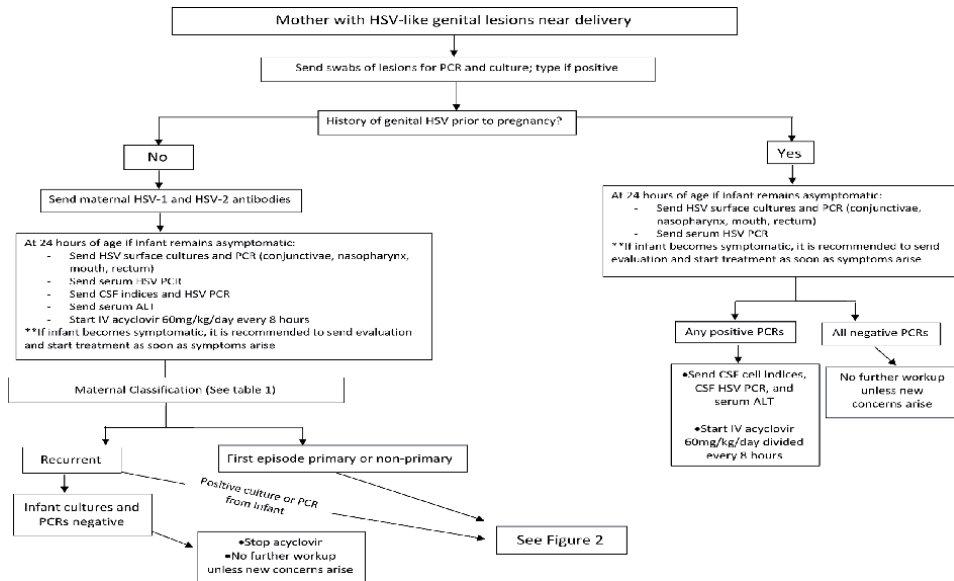 Mother with HSV-like genital lesions near delivery
Send swabs of lesions for PCR and culture; type if positive
History of genital HSV prior to pregnancy?
No
Send maternal HSV-1 and HSV-2 antibodies
At 24 hours of age if infant remains asymptomatic:
- Send HSV surface cultures and PCR (conjunctivae, nasopharynx,
mouth, rectum)
- Send serum HSV PCR
- Send CSF indices and HSV PCR
- Send serum ALT
- Start IV acyclovir 60mg/kg/day every 8 hours
**If infant becomes symptomatic, it is recommended to send evaluation
and start treatment as soon as symptoms arise
Maternal Classification (See table 1)
Recurrent
First episode primary or non-primary
Positive culture or PCR
from infant
Infant cultures and
PCRs negative
•Stop acyclovir
•No further workup
unless new concerns arise
See Figure 2
Yes
At 24 hours of age if infant remains asymptomatic:
- Send HSV surface cultures and PCR (conjunctivae,
nasopharynx, mouth, rectum)
- Send serum HSV PCR
**If infant becomes symptomatic, it is recommended to send
evaluation and start treatment as soon as symptoms arise
Any positive PCRs
•Send CSF cell indices,
CSF HSV PCR, and
serum ALT
•Start IV acyclovir
60mg/kg/day divided
every 8 hours
All negative PCRs
No further workup
unless new concerns
arise